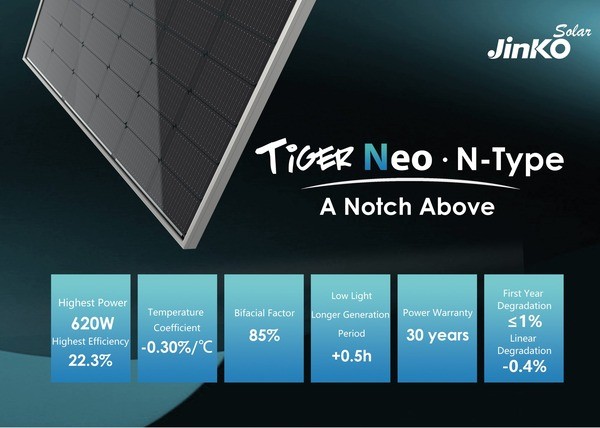 Solar
JinKO
TiGER Neo · N-Type
A Notch Above
Highest Power
620W
Highest Efficiency
22.3%
Temperature
Coefficient
-0.30%/℃
Bifacial Factor
85%
Low Light
Longer Generation
Period
+0.5h
Power Warranty
30 years
First Year
Degradation
≤1%
Linear
Degradation
-0.4%